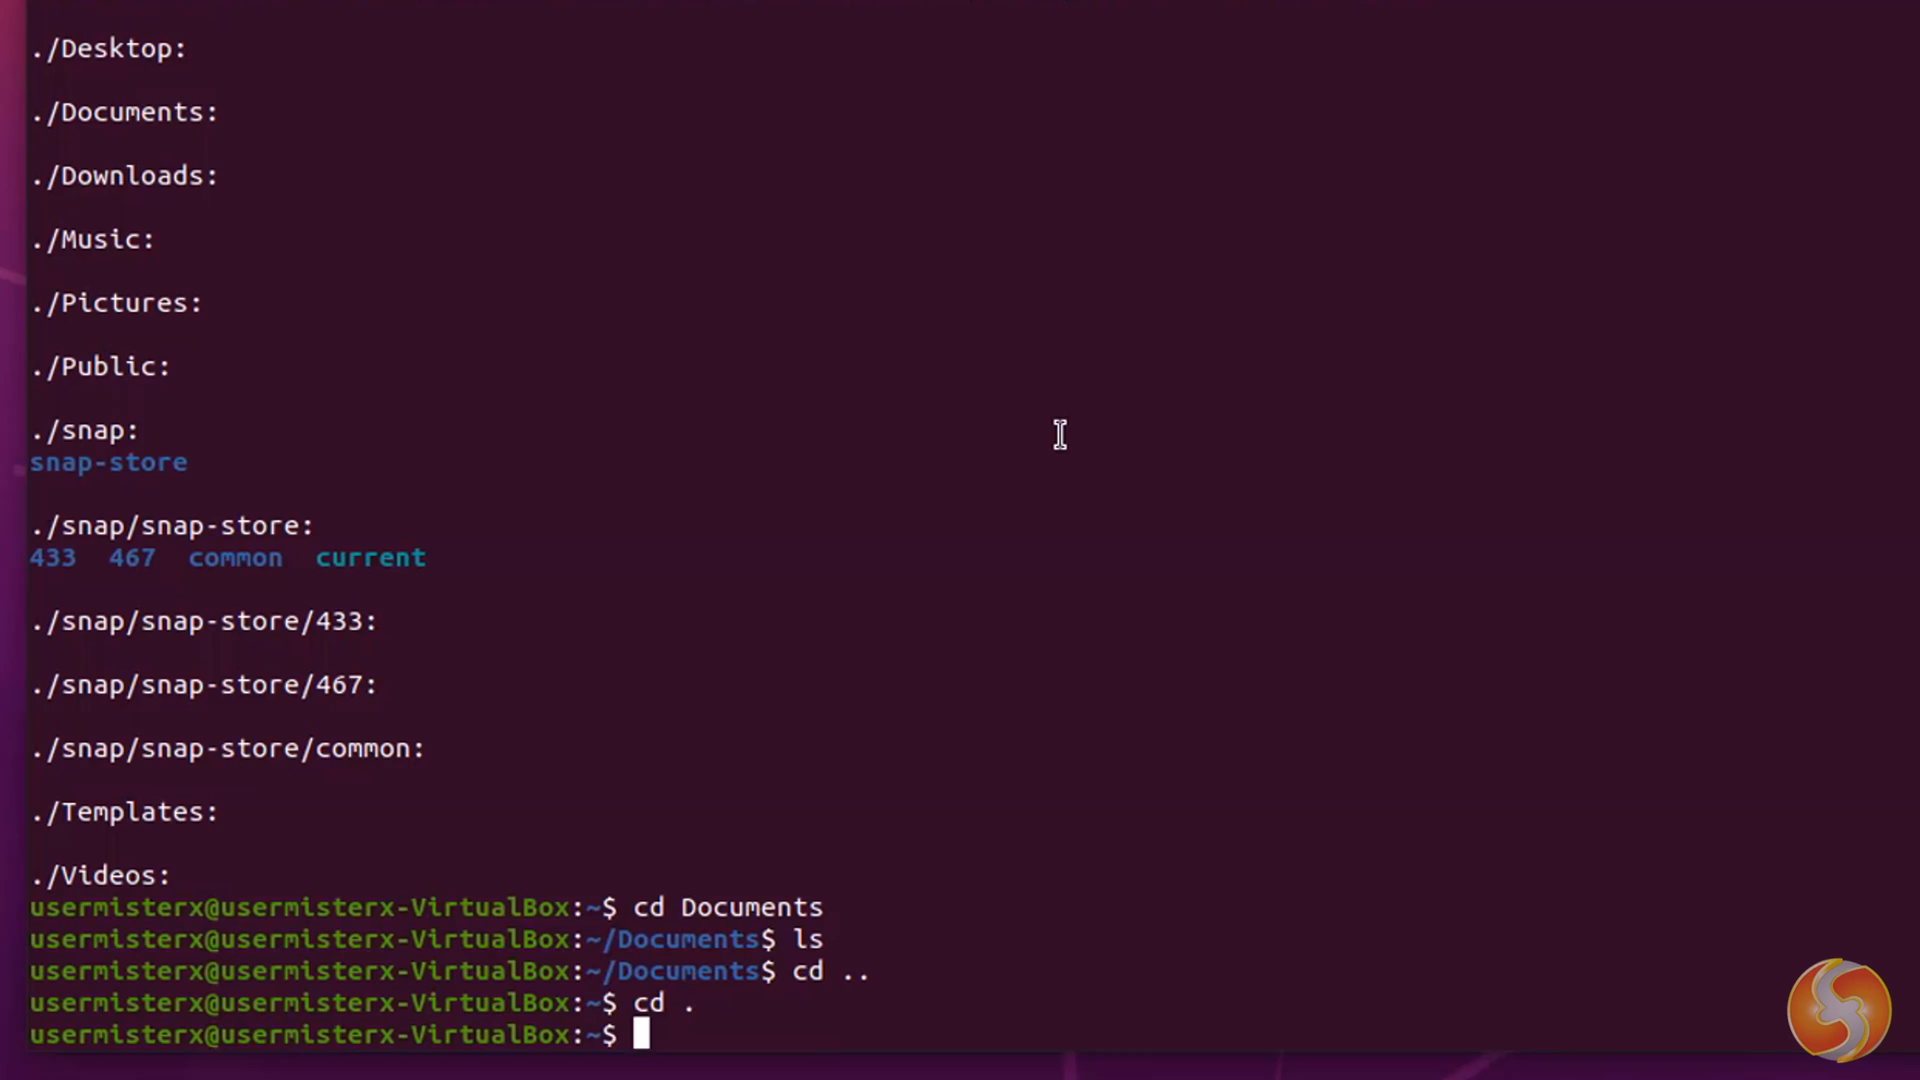 ./Desktop:
./Documents:
./Downloads:
./Music:
./Pictures:
./Public:
./snap:
snap-store
./snap/snap-store:
433  467  common  current
./snap/snap-store/433:
./snap/snap-store/467:
./snap/snap-store/common:
./Templates:
./Videos:
usermisterx@usermisterx-VirtualBox:~$ cd Documents
usermisterx@usermisterx-VirtualBox:~/Documents$ ls
usermisterx@usermisterx-VirtualBox:~/Documents$ cd ..
usermisterx@usermisterx-VirtualBox:~$ cd .
usermisterx@usermisterx-VirtualBox:~$